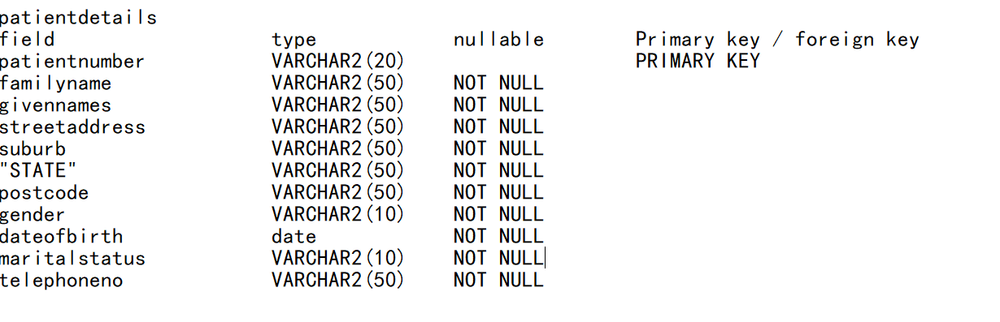 patientdetails
field type nullable Primary key / foreign key
patientnumber VARCHAR2(20) PRIMARY KEY
familyname VARCHAR2(50) NOT NULL
givennames VARCHAR2(50) NOT NULL
streetaddress VARCHAR2(50) NOT NULL
suburb VARCHAR2(50) NOT NULL
"STATE" VARCHAR2(50) NOT NULL
postcode VARCHAR2(50) NOT NULL
gender VARCHAR2(10) NOT NULL
dateofbirth date NOT NULL
maritalstatus VARCHAR2(10) NOT NULL
telephoneno VARCHAR2(50) NOT NULL